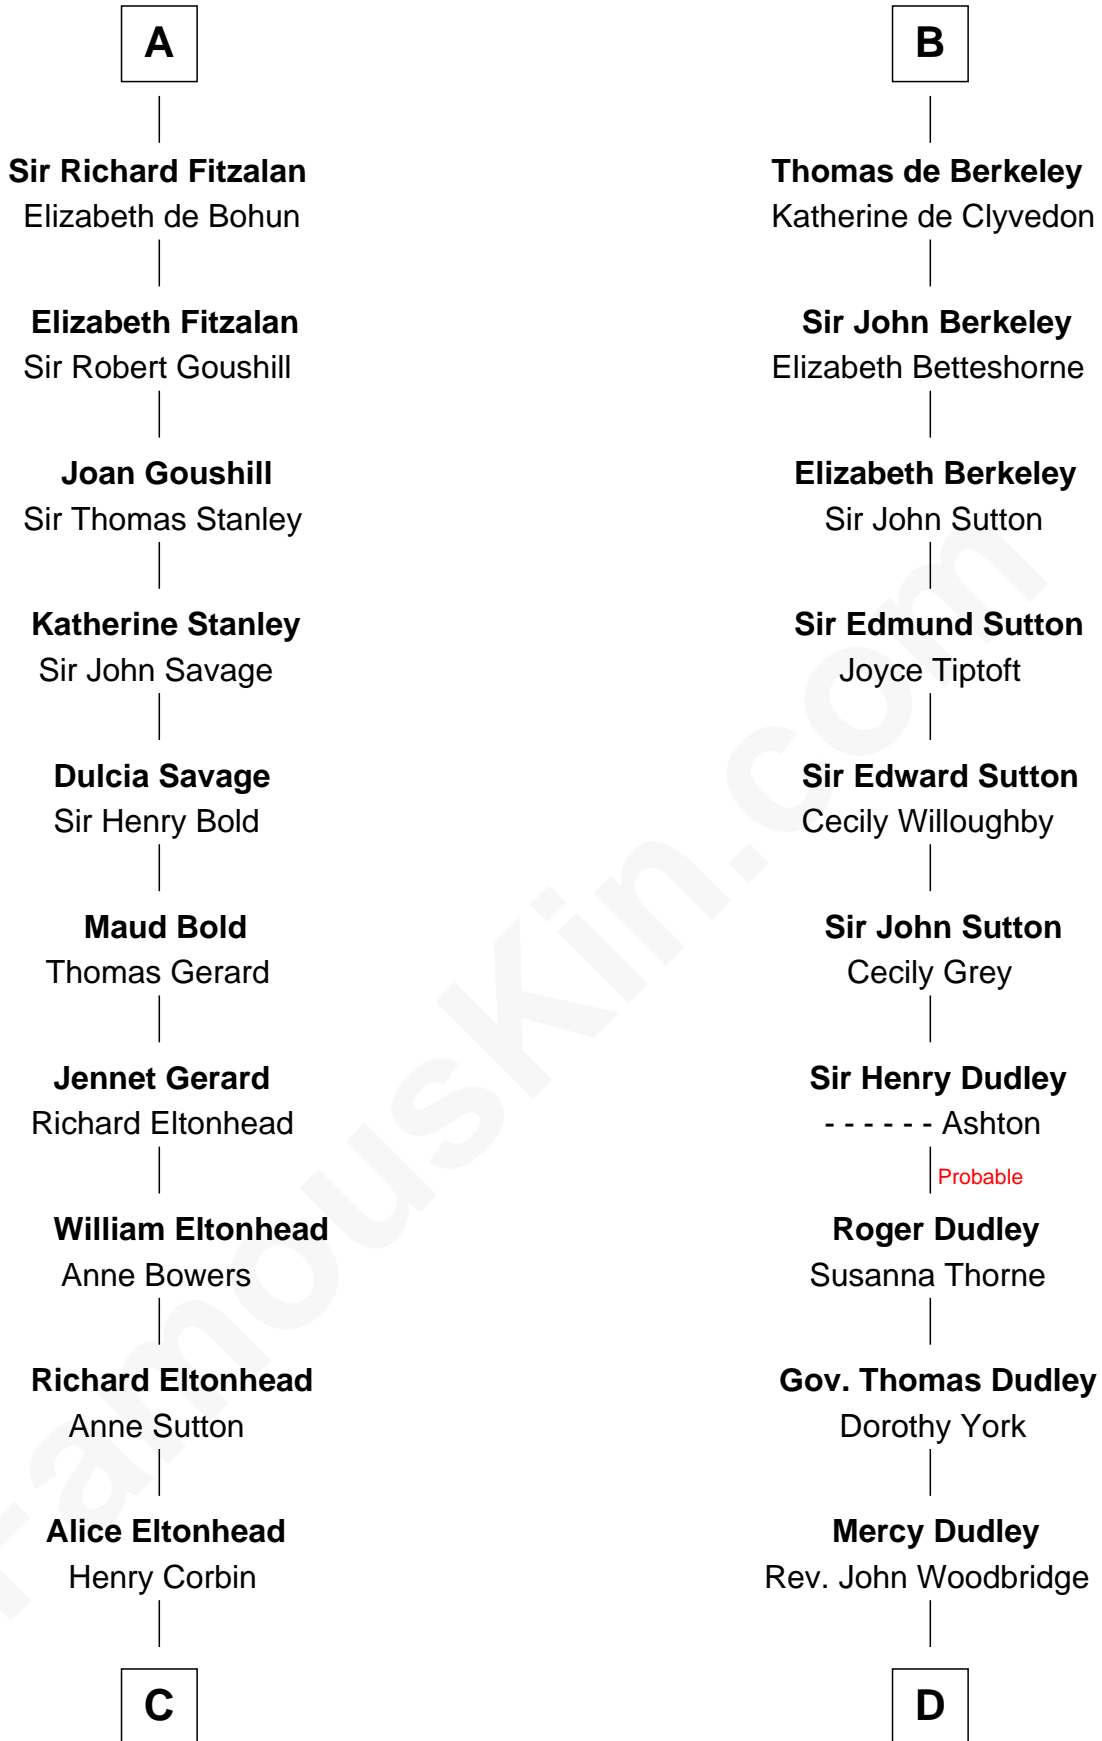 A
Sir Richard Fitzalan
Elizabeth de Bohun
Elizabeth Fitzalan
Sir Robert Goushill
Joan Goushill
Sir Thomas Stanley
Katherine Stanley
Sir John Savage
Dulcia Savage
Sir Henry Bold
Maud Bold
Thomas Gerard
Jennet Gerard
Richard Eltonhead
William Eltonhead
Anne Bowers
Richard Eltonhead
Anne Sutton
Alice Eltonhead
Henry Corbin
C
B
Thomas de Berkeley
Katherine de Clyvedon
Sir John Berkeley
Elizabeth Betteshorne
Elizabeth Berkeley
Sir John Sutton
Sir Edmund Sutton
Joyce Tiptoft
Sir Edward Sutton
Cecily Willoughby
Sir John Sutton
Cecily Grey
Sir Henry Dudley
- - - - - - Ashton
Probable
Roger Dudley
Susanna Thorne
Gov. Thomas Dudley
Dorothy York
Mercy Dudley
Rev. John Woodbridge
D
FamousKin.com